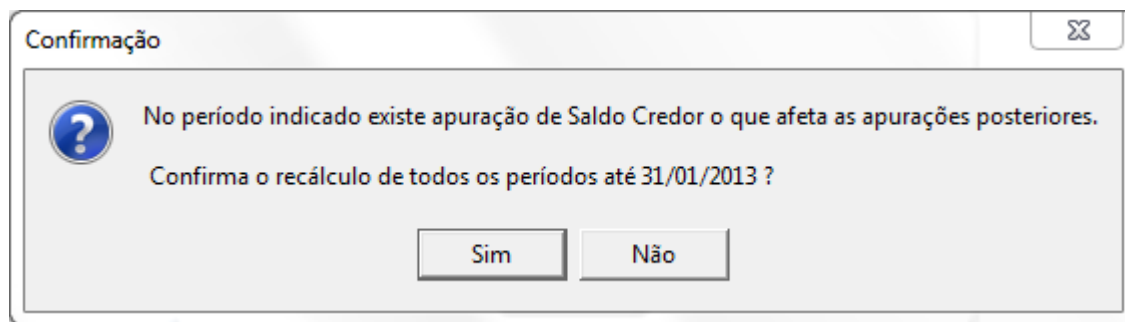 Confirmação
No período indicado existe apuração de Saldo Credor o que afeta as apurações posteriores.
Confirma o recálculo de todos os períodos até 31/01/2013 ?
Sim Não